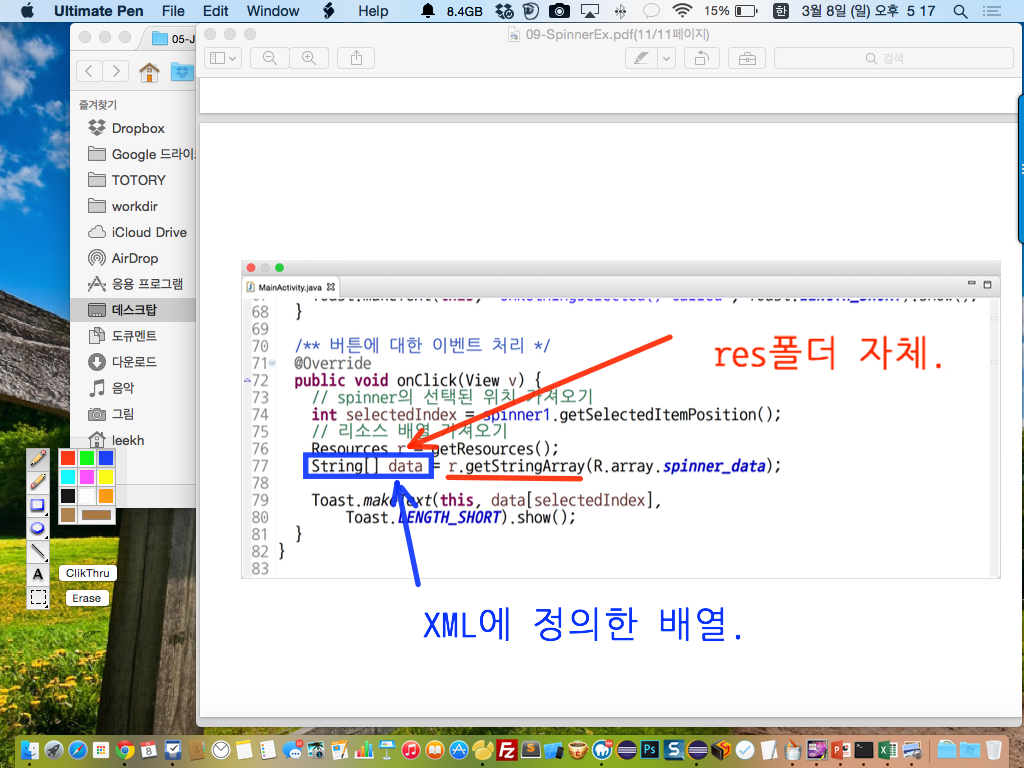 Ultimate Pen File Edit Window Help 8.4GB 15% 한 3월 8일 (일) 오후 5 17
05-J
09-SpinnerEx.pdf(11/11페이지)
검색
즐겨찾기
Dropbox
Google 드라이
TOTORY
workdir
iCloud Drive
AirDrop
응용 프로그램
데스크탑
도큐멘트
다운로드
음악
그림
leekh
A
ClikThru
Erase
MainActivity.java
68 }
69
70 /** 버튼에 대한 이벤트 처리 */
71 @Override
72 public void onClick(View v) {
73 // spinner의 선택된 위치 가져오기
74 int selectedIndex = spinner1.getSelectedItemPosition();
75 // 리소스 배열 가져오기
76 Resources r = getResources();
77 String[] data = r.getStringArray(R.array.spinner_data);
78
79 Toast.makeText(this, data[selectedIndex],
80 Toast.LENGTH_SHORT).show();
81 }
82 }
83
res폴더 자체.
XML에 정의한 배열.